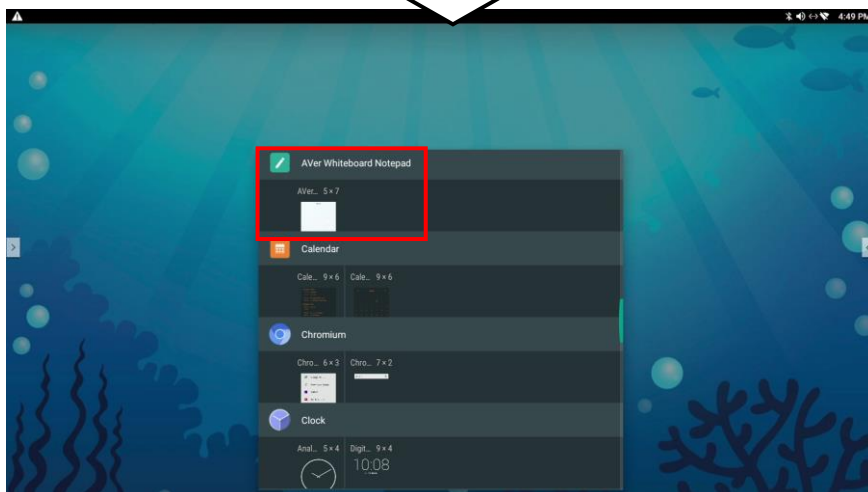 4:49 PM
AVer Whiteboard Notepad
AVer... 5 × 7
Calendar
Cale... 9 × 6 Cale... 9 × 6
Chromium
Chro... 6 × 3 Chro... 7 × 2
Clock
Anal... 5 × 4 Digit... 9 × 4
10:08